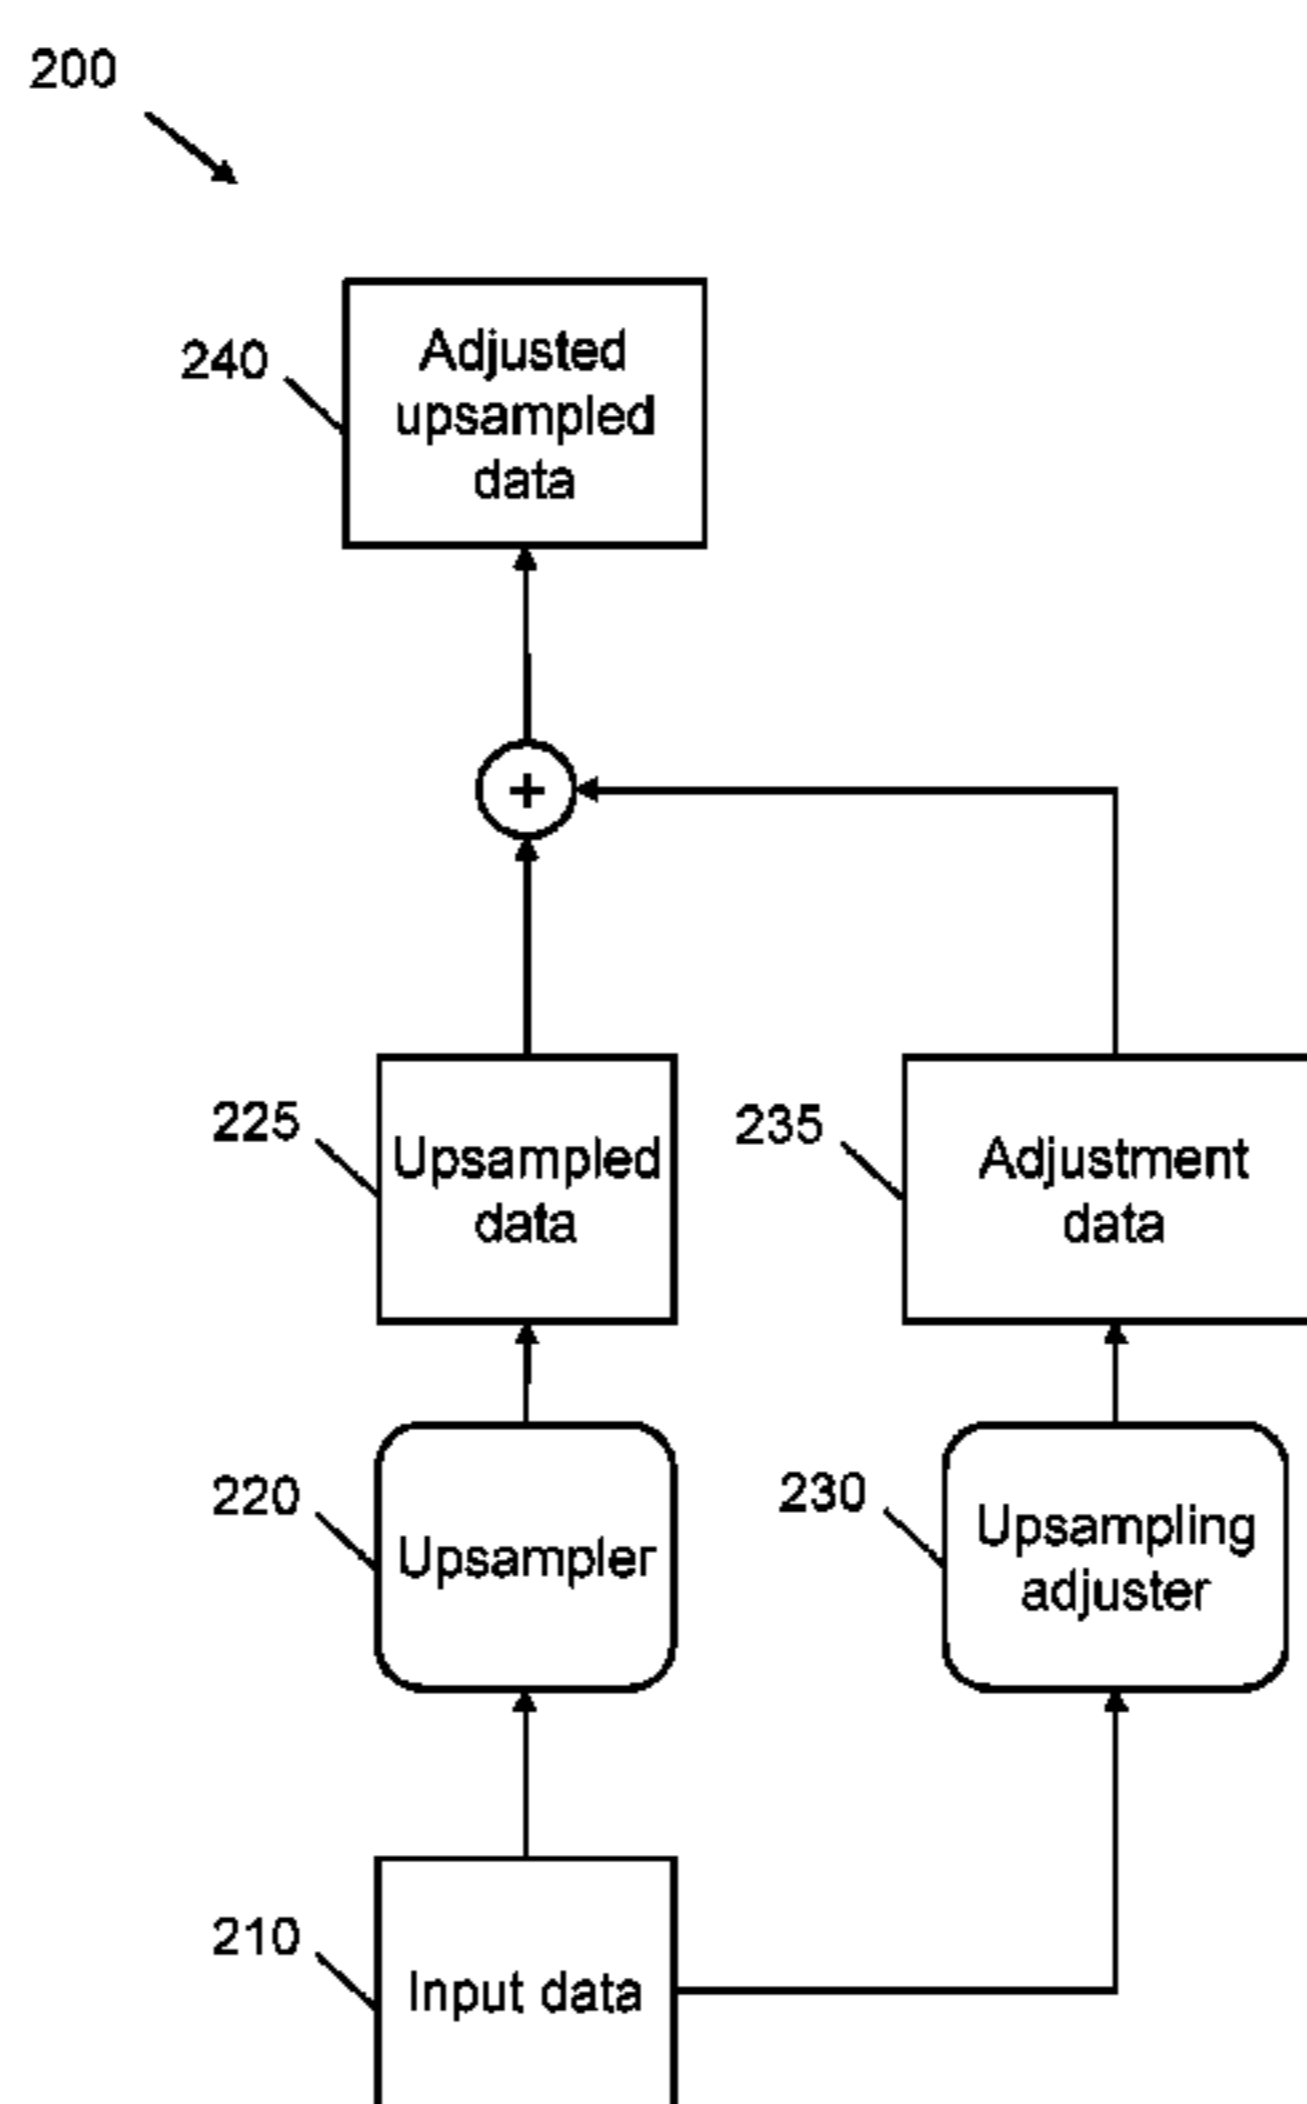 200
240
Adjusted
upsampled
data
+
225
Upsampled
data
235
Adjustment
data
220
Upsampler
230
Upsampling
adjuster
210
Input data